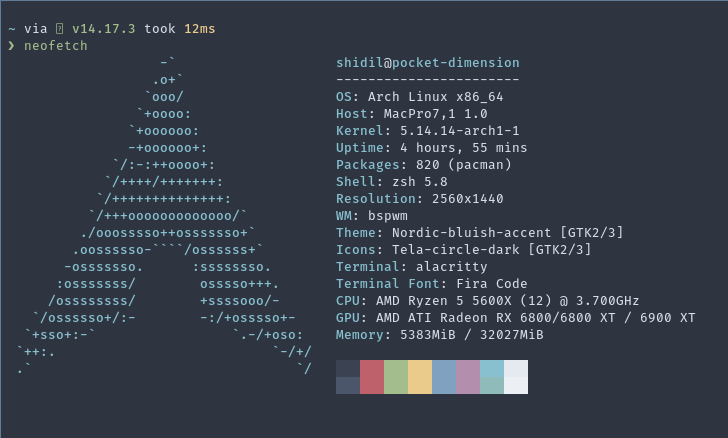 ~ via v14.17.3 took 12ms
❯ neofetch
                   -`                    shidil@pocket-dimension
                  .o+`                   -----------------------
                 `ooo/                   OS: Arch Linux x86_64
                `+oooo:                  Host: MacPro7,1 1.0
               `+oooooo:                 Kernel: 5.14.14-arch1-1
               -+oooooo+:                Uptime: 4 hours, 55 mins
             `/:-:++oooo+:               Packages: 820 (pacman)
            `/++++/+++++++:              Shell: zsh 5.8
           `/++++++++++++++:             Resolution: 2560x1440
          `/+++ooooooooooooo/`           WM: bspwm
         ./ooosssso++osssssso+`          Theme: Nordic-bluish-accent [GTK2/3]
        .oossssso-````/ossssss+`         Icons: Tela-circle-dark [GTK2/3]
       -osssssso.      :ssssssso.        Terminal: alacritty
      :osssssss/        osssso+++.       Terminal Font: Fira Code
     /ossssssss/        +ssssooo/-       CPU: AMD Ryzen 5 5600X (12) @ 3.700GHz
   `/ossssso+/:-        -:/+osssso+-     GPU: AMD ATI Radeon RX 6800/6800 XT / 6900 XT
  `+sso+:-`                 `.-/+oso:    Memory: 5383MiB / 32027MiB
 `++:.                           `-/+/
 .`                                 `/